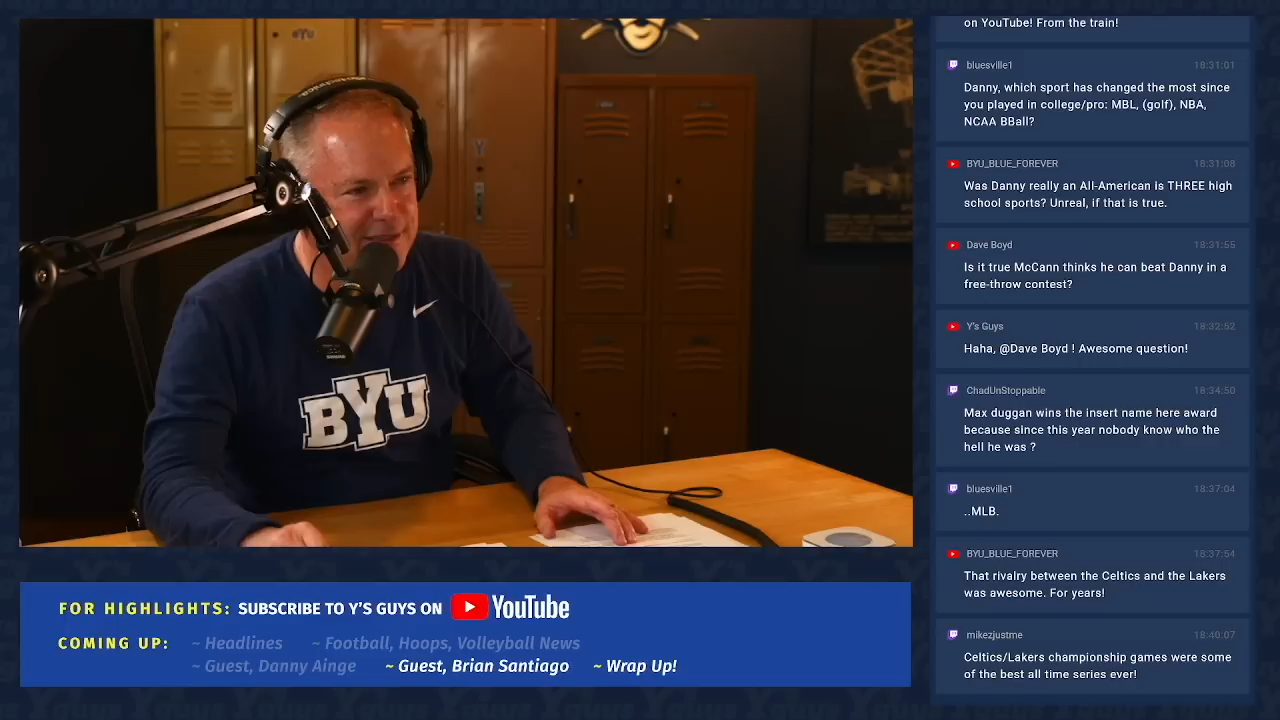 on YouTube! From the train!
bluesville1 18:31:01
Danny, which sport has changed the most since
you played in college/pro: MBL, (golf), NBA,
NCAA BBall?
BYU_BLUE_FOREVER 18:31:08
Was Danny really an All-American is THREE high
school sports? Unreal, if that is true.
Dave Boyd 18:31:55
Is it true McCann thinks he can beat Danny in a
free-throw contest?
Y's Guys 18:32:52
Haha, @Dave Boyd ! Awesome question!
ChadUnStoppable 18:34:50
Max duggan wins the insert name here award
because since this year nobody know who the
hell he was ?
bluesville1 18:37:04
..MLB.
BYU_BLUE_FOREVER 18:37:54
That rivalry between the Celtics and the Lakers
was awesome. For years!
mikezjustme 18:40:07
Celtics/Lakers championship games were some
of the best all time series ever!
BYU
FOR HIGHLIGHTS: SUBSCRIBE TO Y'S GUYS ON YouTube
COMING UP: ~ Headlines ~ Football, Hoops, Volleyball News
~ Guest, Danny Ainge ~ Guest, Brian Santiago ~ Wrap Up!